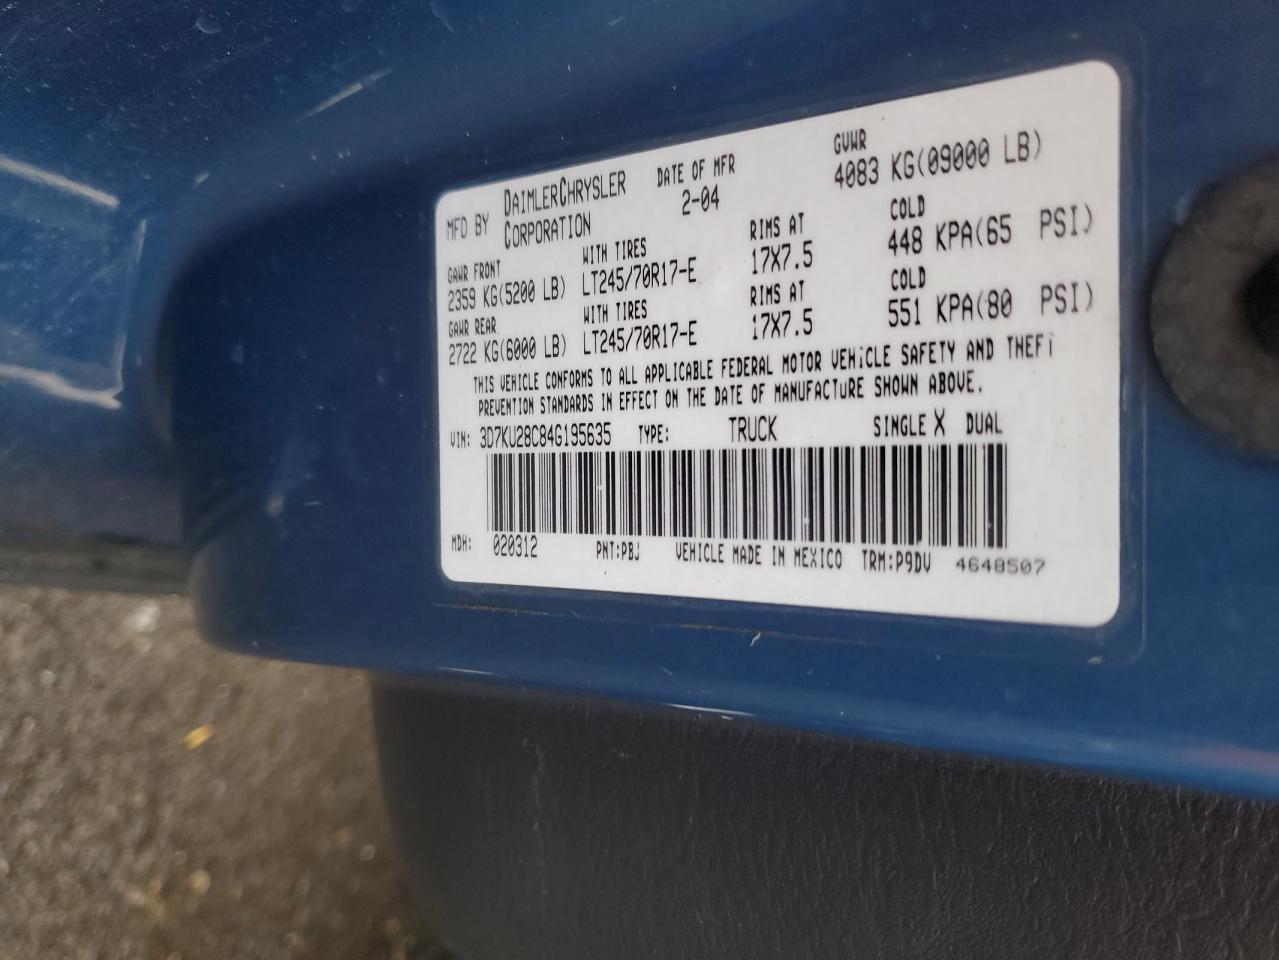 MFD BY DAIMLERCHRYSLER CORPORATION DATE OF MFR 2-04 GVWR 4083 KG(09000 LB)
GAWR FRONT WITH TIRES RIMS AT COLD
2359 KG(5200 LB) LT245/70R17-E 17X7.5 448 KPA(65 PSI)
GAWR REAR WITH TIRES RIMS AT COLD
2722 KG(6000 LB) LT245/70R17-E 17X7.5 551 KPA(80 PSI)
THIS VEHICLE CONFORMS TO ALL APPLICABLE FEDERAL MOTOR VEHICLE SAFETY AND THEFT
PREVENTION STANDARDS IN EFFECT ON THE DATE OF MANUFACTURE SHOWN ABOVE.
VIN: 3D7KU28C84G195635 TYPE: TRUCK SINGLE X DUAL
MDH: 020312 PNT:PBJ VEHICLE MADE IN MEXICO TRM:P9DV 4648507